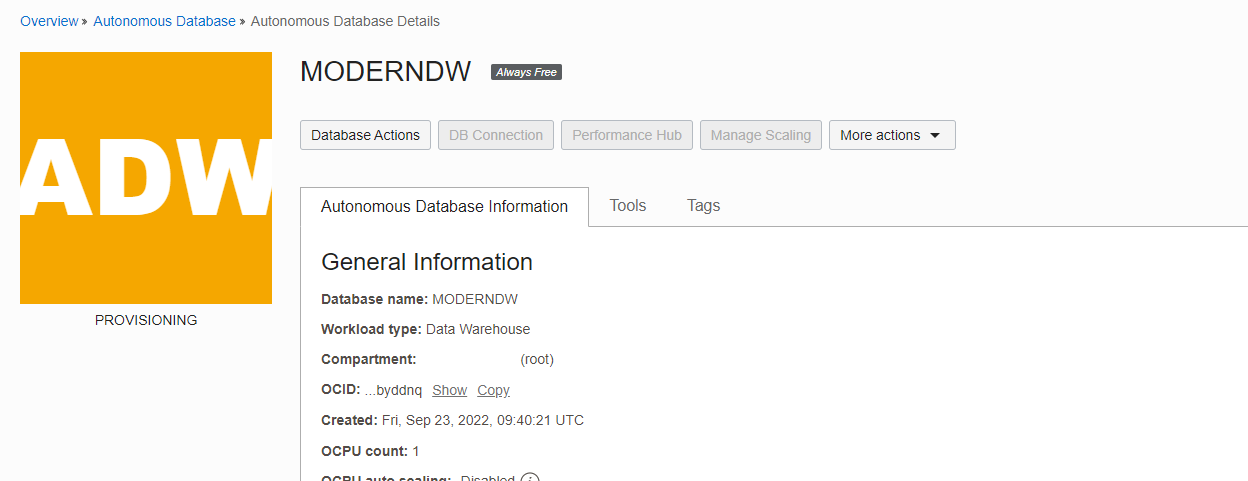 Overview » Autonomous Database » Autonomous Database Details
ADW
PROVISIONING
MODERNDW Always Free
Database Actions DB Connection Performance Hub Manage Scaling More actions
Autonomous Database Information Tools Tags
General Information
Database name: MODERNDW
Workload type: Data Warehouse
Compartment: (root)
OCID: ...byddnq Show Copy
Created: Fri, Sep 23, 2022, 09:40:21 UTC
OCPU count: 1
OCPU auto scaling: Disabled